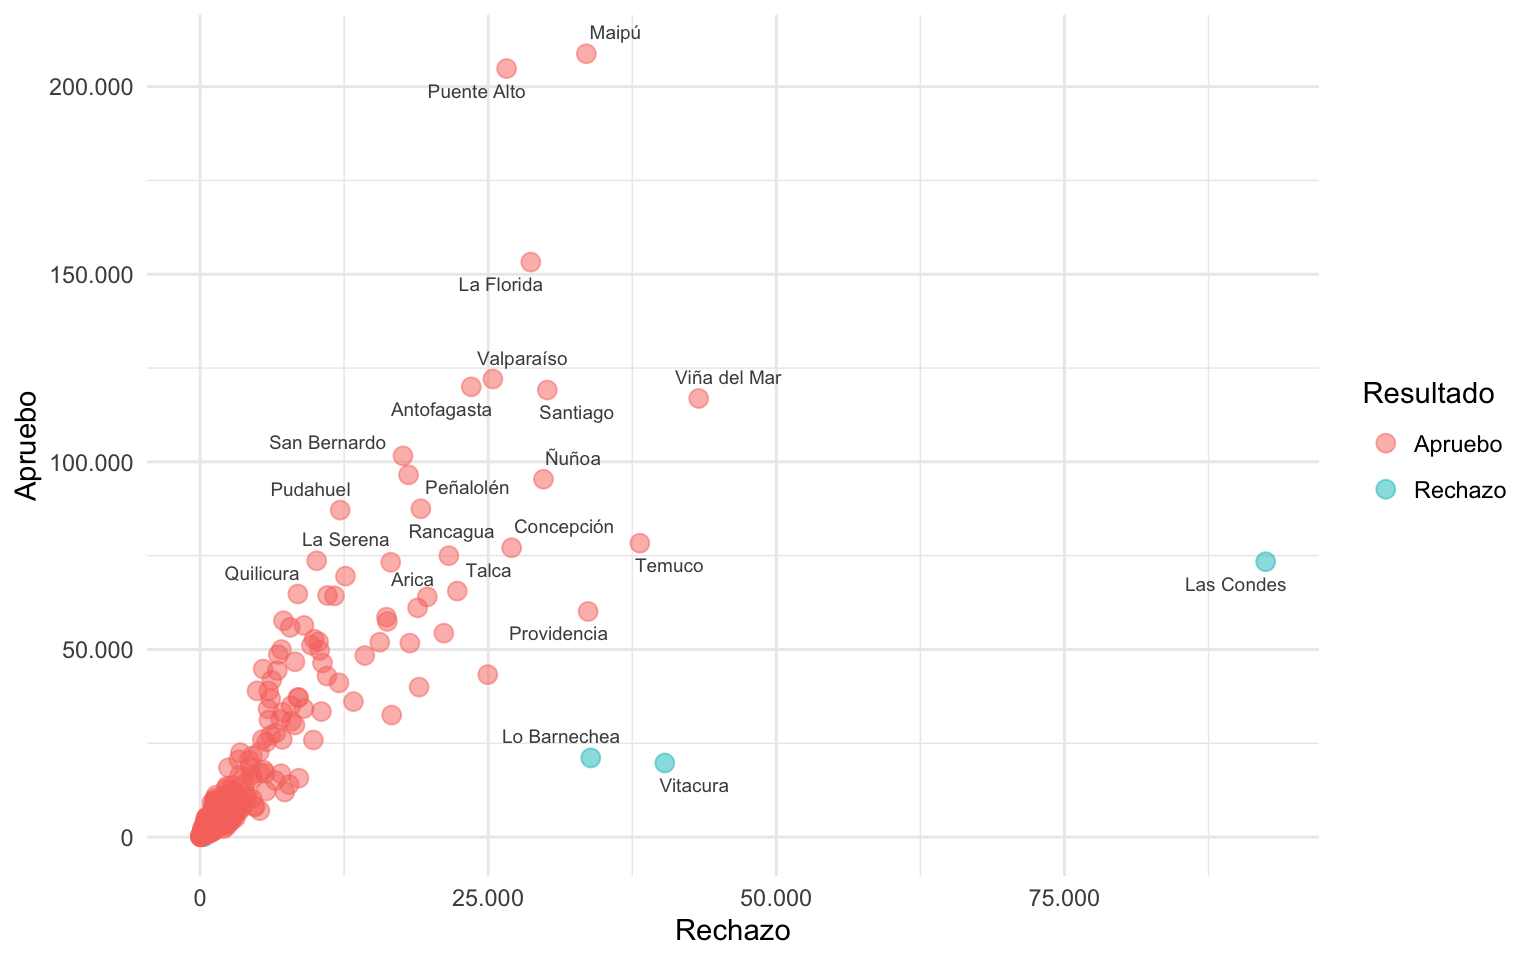 Maipú
Puente Alto
200.000
La Florida
150.000
Valparaíso
Viña del Mar
Antofagasta
Santiago
San Bernardo
Ñuñoa
100.000
Pudahuel
Peñalolén
Rancagua
Concepción
La Serena
Temuco
Quilicura
Arica
Talca
Las Condes
Providencia
50.000
Lo Barnechea
Vitacura
0
Apruebo
0
25.000
50.000
75.000
Rechazo
Resultado
Apruebo
Rechazo